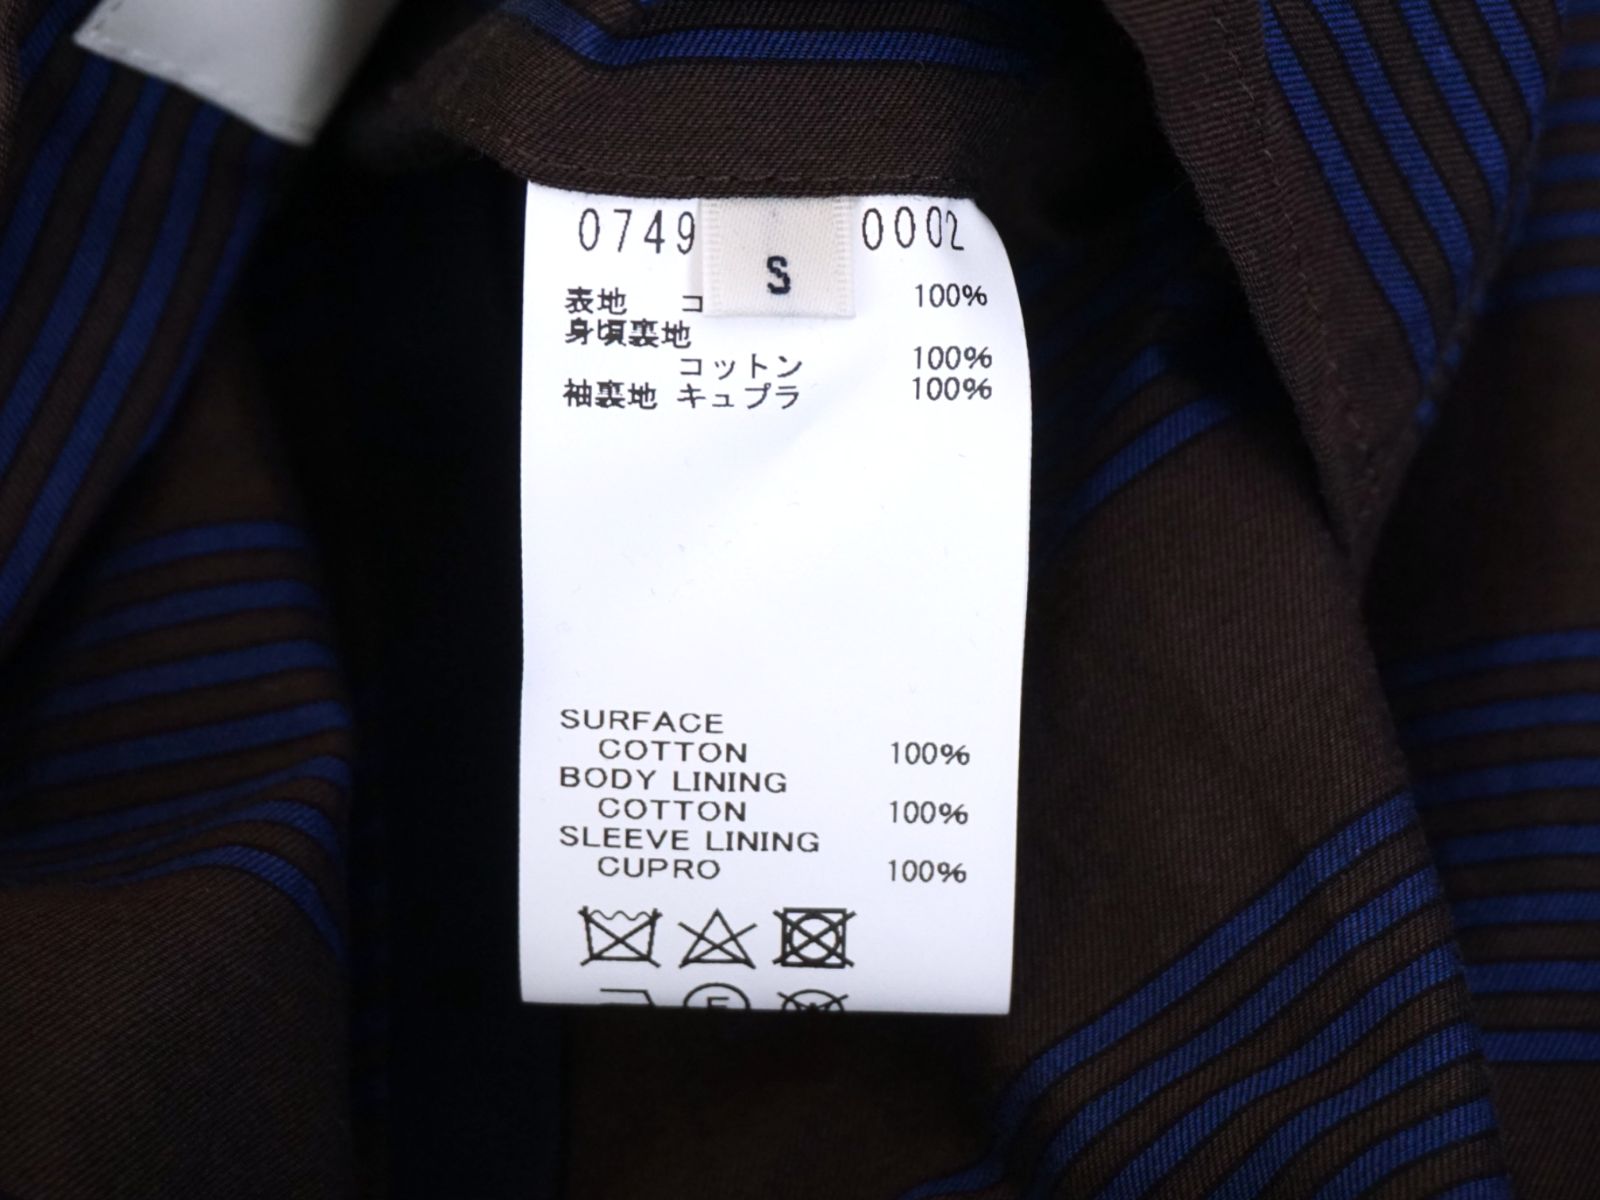 0749 0002
S
表地 コ 100%
身頃裏地
コットン 100%
袖裏地 キュプラ 100%
SURFACE
COTTON 100%
BODY LINING
COTTON 100%
SLEEVE LINING
CUPRO 100%